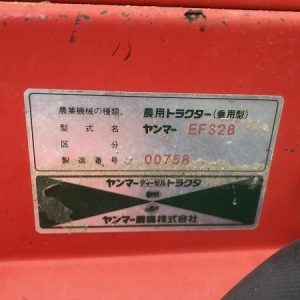 農業機械の種類 農用トラクター(乗用型)
型式名 ヤンマー EF328
区分
製造番号 00758
ヤンマーディーゼルトラクタ
ヤンマー農機株式会社